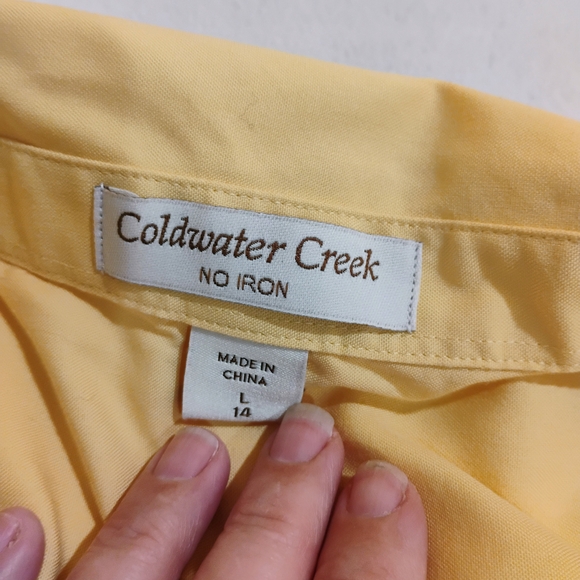 Coldwater Creek
NO IRON
MADE IN
CHINA
L
14